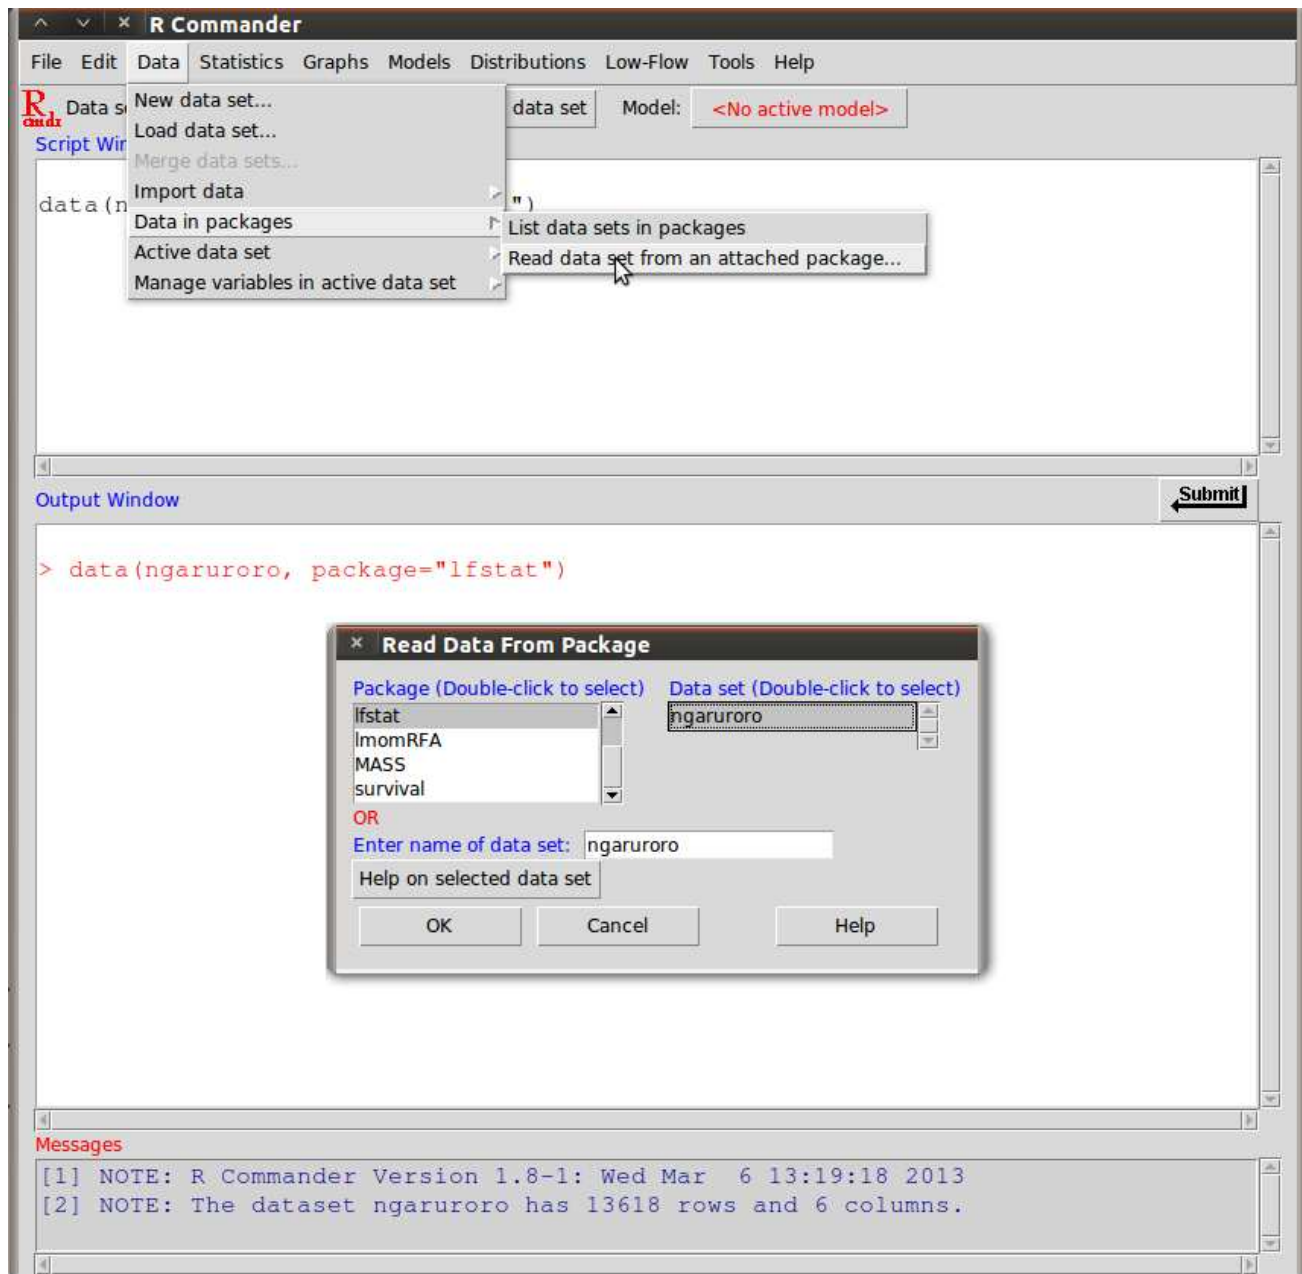 R Commander
File Edit Data Statistics Graphs Models Distributions Low-Flow Tools Help
R cmdr Data s data set Model: <No active model>
New data set...
Load data set...
Script Win
Merge data sets...
Import data
data(n ")
Data in packages
List data sets in packages
Active data set
Read data set from an attached package...
Manage variables in active data set
Output Window
Submit
> data(ngaruroro, package="lfstat")
Read Data From Package
Package (Double-click to select) Data set (Double-click to select)
lfstat ngaruroro
lmomRFA
MASS
survival
OR
Enter name of data set: ngaruroro
Help on selected data set
OK Cancel Help
Messages
[1] NOTE: R Commander Version 1.8-1: Wed Mar  6 13:19:18 2013
[2] NOTE: The dataset ngaruroro has 13618 rows and 6 columns.